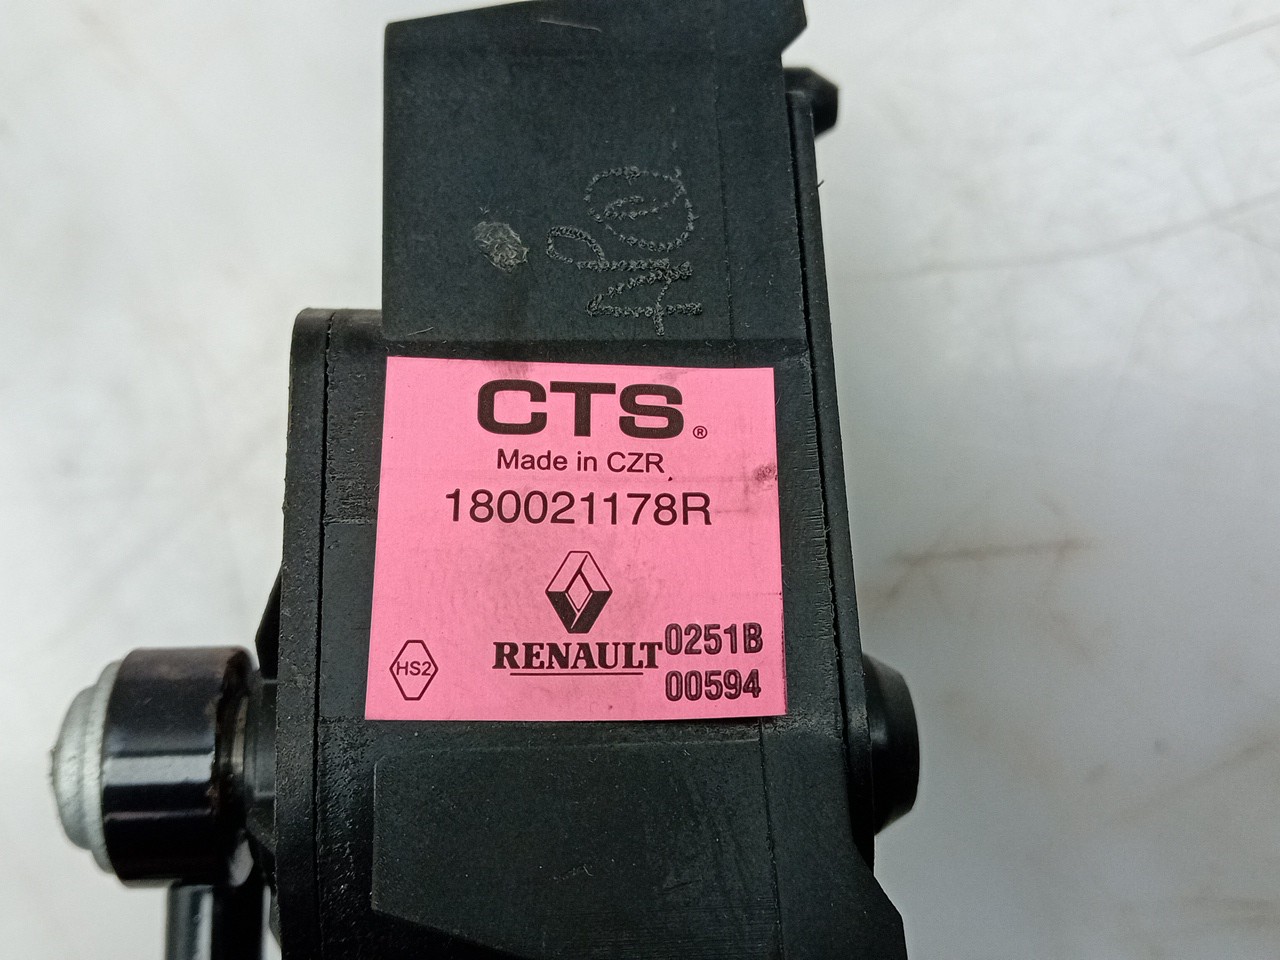 CTS®
Made in CZR
180021178R
RENAULT
0251B
00594
HS2